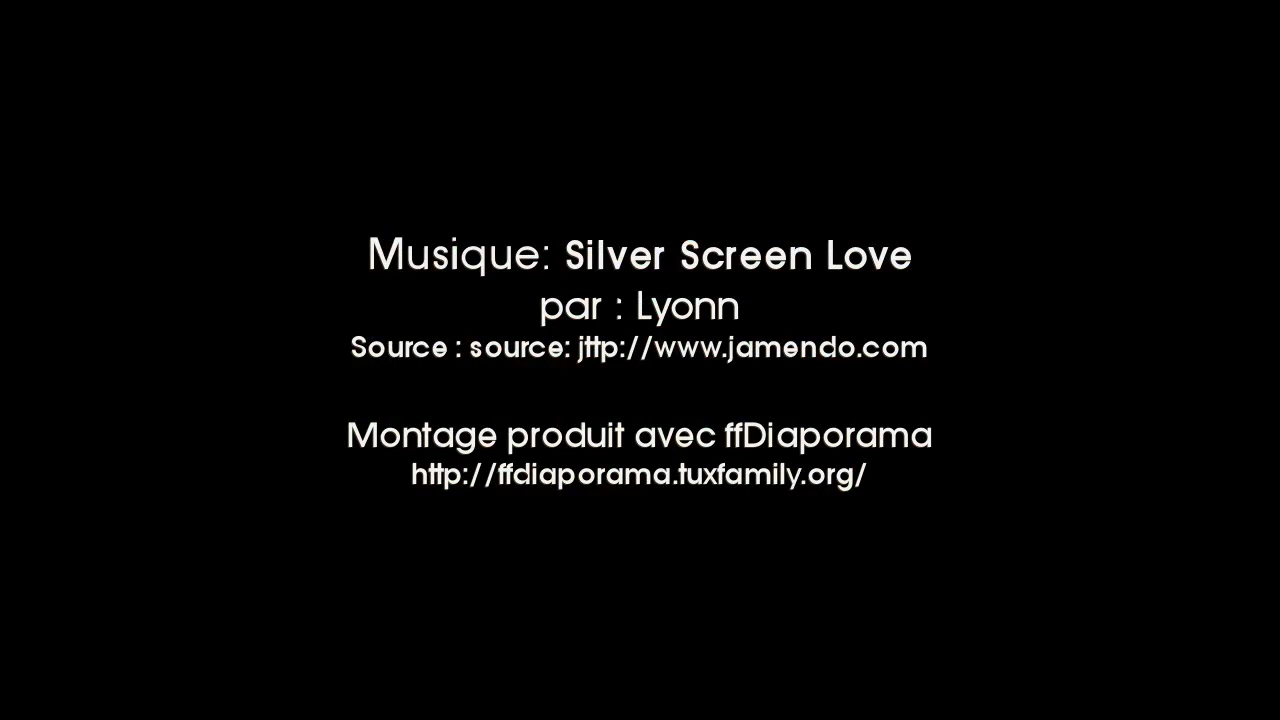 Musique: Silver Screen Love
par : Lyonn
Source : source: jttp://www.jamendo.com
Montage produit avec ffDiaporama
http://ffdiaporama.tuxfamily.org/